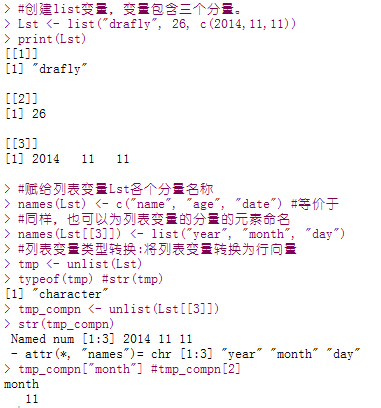 > #创建list变量，变量包含三个分量。
> Lst <- list("drafly", 26, c(2014,11,11))
> print(Lst)
[[1]]
[1] "drafly"

[[2]]
[1] 26

[[3]]
[1] 2014   11   11

> #赋给列表变量Lst各个分量名称
> names(Lst) <- c("name", "age", "date") #等价于
> #同样，也可以为列表变量的分量的元素命名
> names(Lst[[3]]) <- list("year", "month", "day")
> #列表变量类型转换:将列表变量转换为行向量
> tmp <- unlist(Lst)
> typeof(tmp) #str(tmp)
[1] "character"
> tmp_compn <- unlist(Lst[[3]])
> str(tmp_compn)
 Named num [1:3] 2014 11 11
 - attr(*, "names")= chr [1:3] "year" "month" "day"
> tmp_compn["month"] #tmp_compn[2]
month
   11